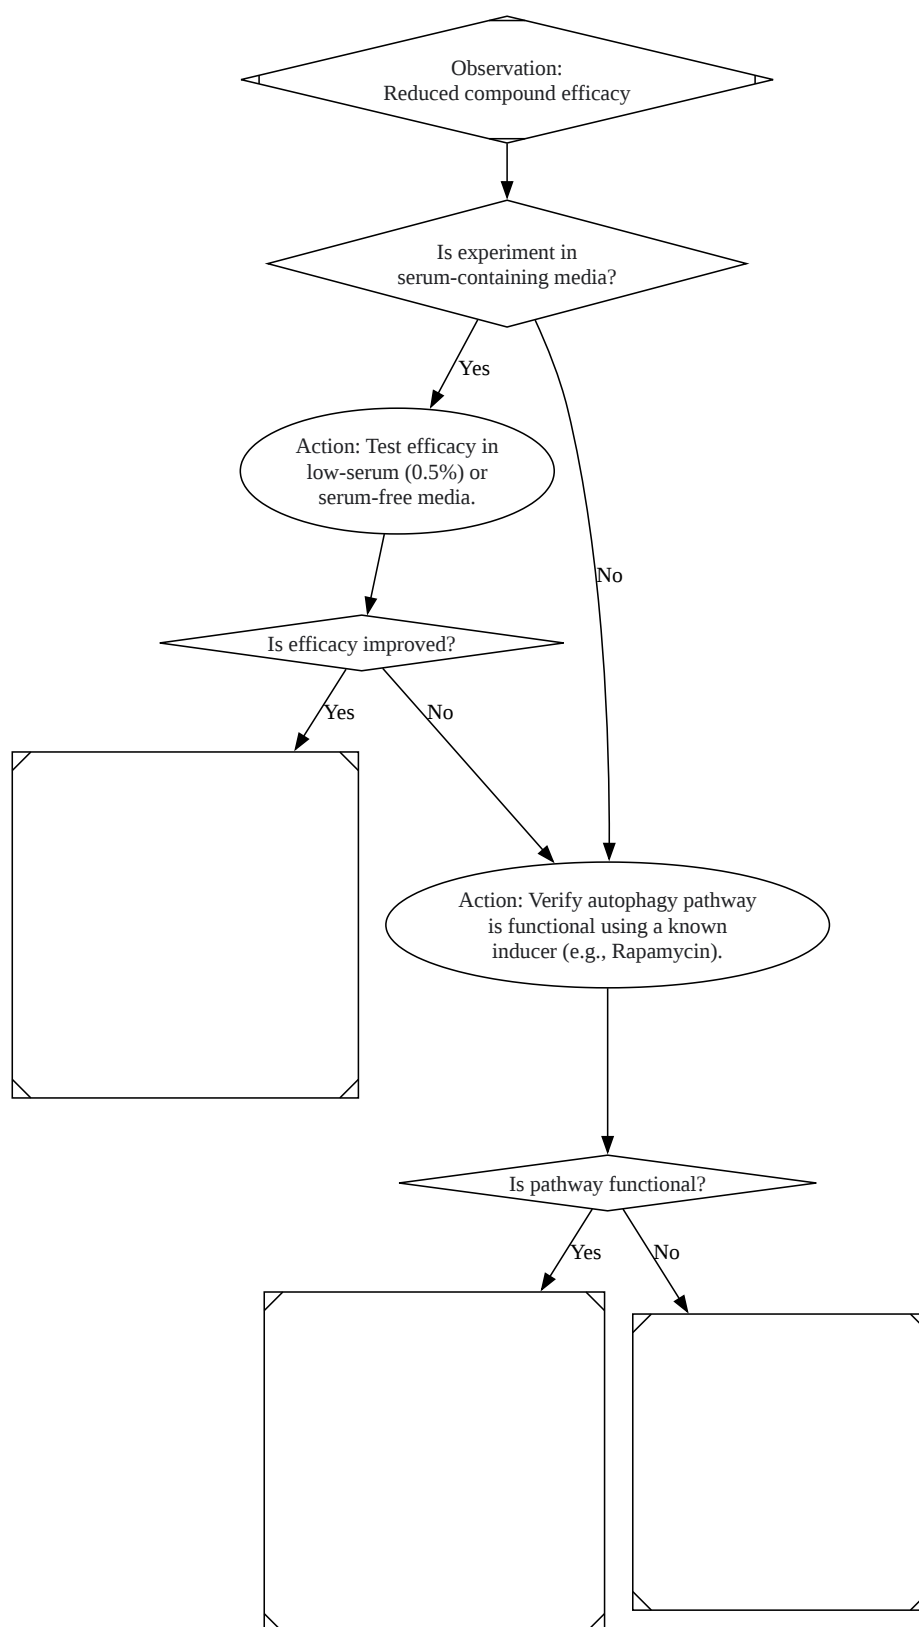 Observation:
Reduced compound efficacy
Is experiment in
serum-containing media?
Yes
Action: Test efficacy in
low-serum (0.5%) or
serum-free media.
No
Is efficacy improved?
Yes
No
Action: Verify autophagy pathway
is functional using a known
inducer (e.g., Rapamycin).
Is pathway functional?
Yes
No